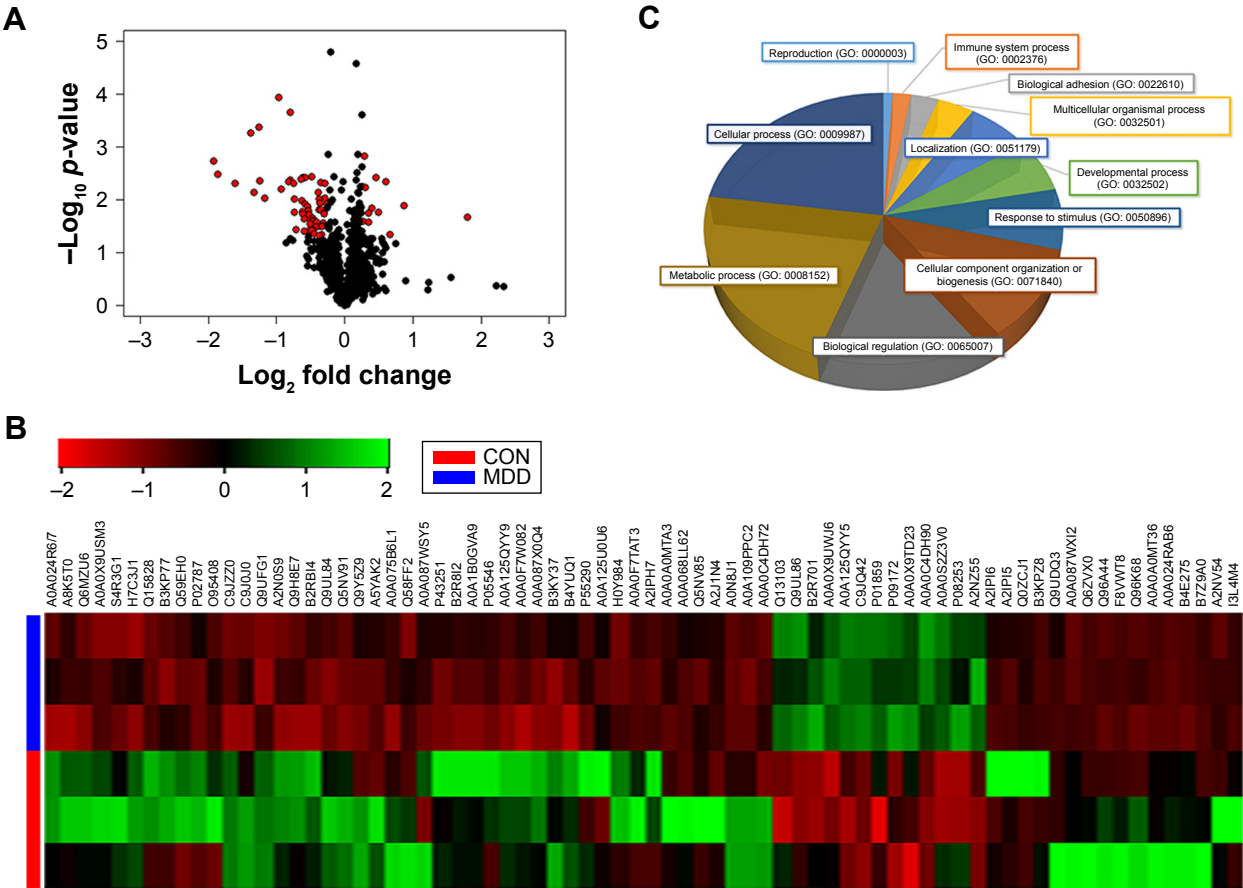 A
5
4
3
2
1
0
–Log10 p-value
–3
–2
–1
0
1
2
3
Log2 fold change
C
Reproduction (GO: 0000003)
Immune system process
(GO: 0002376)
Biological adhesion (GO: 0022610)
Multicellular organismal process
(GO: 0032501)
Cellular process (GO: 0009987)
Localization (GO: 0051179)
Developmental process
(GO: 0032502)
Response to stimulus (GO: 0050896)
Metabolic process (GO: 0008152)
Cellular component organization or
biogenesis (GO: 0071840)
Biological regulation (GO: 0065007)
B
–2
–1
0
1
2
CON
MDD
A0A024R6/7
A8K5T0
Q6MZU6
A0A0X9USM3
S4R3G1
H7C3J1
Q15828
B3KP77
Q59EH0
P02787
O95408
C9JZZ0
C9J0J0
Q9UFG1
A2N0S9
Q9H8E7
B2RBI4
Q9UL84
Q5NV91
Q9Y5Z9
A5YAK2
A0A075B6L1
Q58FF2
A0A087WSY5
P43251
B2R8I2
A0A1B0GVA9
P05546
A0A125QYY9
A0A0F7W082
A0A087X0Q4
B3KY37
B4YUQ1
P55290
A0A125U0U6
H0Y984
A0A0F7TAT3
A2IPH7
A0A0A0MTA3
A0A068LL62
Q5NV85
A2J1N4
A0N8J1
A0A109PPC2
A0A0C4DH72
Q13103
Q9UL86
B2R701
A0A0X9UWJ6
A0A125QYY5
C9JQ42
P01859
P09172
A0A0X9TD23
A0A0C4DH90
A0A0S2Z3V0
P08253
A2NZ55
A2IPI6
A2IPI5
Q0ZCJ1
B3KPZ8
Q9UDQ3
A0A087WXI2
Q6ZVX0
Q96A44
F8VWT8
Q96K68
A0A0A0MT36
A0A024RAB6
B4E275
B7Z9A0
A2NV54
I3L4M4